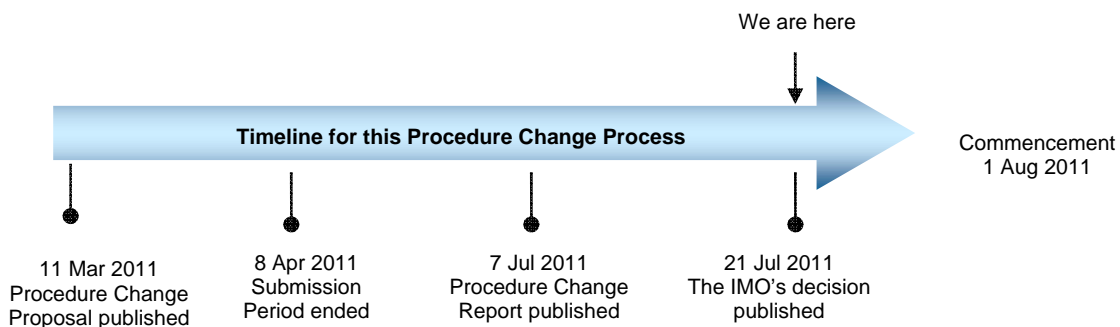 We are here
Timeline for this Procedure Change Process
Commencement
1 Aug 2011
11 Mar 2011
Procedure Change
Proposal published
8 Apr 2011
Submission
Period ended
7 Jul 2011
Procedure Change
Report published
21 Jul 2011
The IMO's decision
published